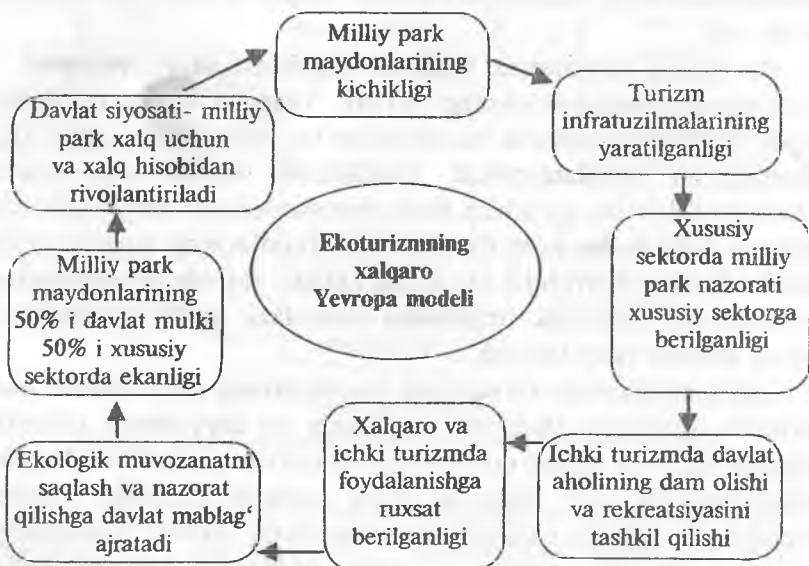 Milliy park
maydonlarining
kichikligi
Turizm
infratuzilmalarining
yaratilganligi
Xususiy
sektorda milliy
park nazorati
xususiy sektorga
berilganligi
Ichki turizmda davlat
aholining dam olishi
va rekreatsiyasini
tashkil qilishi
Xalqaro va
ichki turizmda
foydalanishga
ruxsat
berilganligi
Ekologik muvozanatni
saqlash va nazorat
qilishga davlat mablag‘
ajratadi
Milliy park
maydonlarining
50% i davlat mulki
50% i xususiy
sektorda ekanligi
Davlat siyosati- milliy
park xalq uchun
va xalq hisobidan
rivojlantiriladi
Ekoturizmning
xalqaro
Yevropa modeli